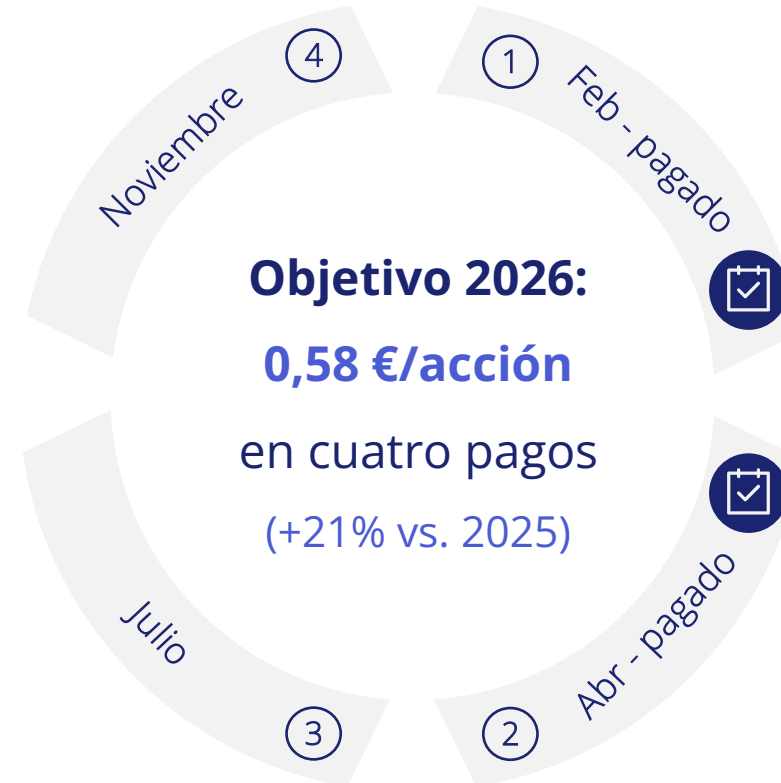 1
Feb - pagado
2
Abr - pagado
3
Julio
4
Noviembre
Objetivo 2026:
0,58 €/acción
en cuatro pagos
(+21% vs. 2025)